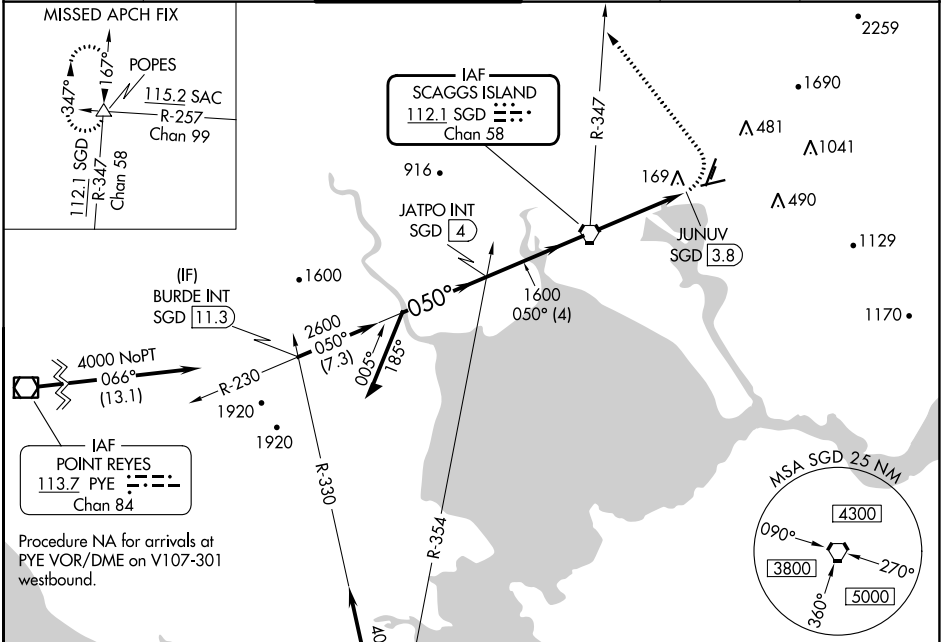 MISSED APCH FIX
347°
167°
POPES
115.2 SAC
R-257
Chan 99
112.1 SGD
R-347
Chan 58
IAF
SCAGGS ISLAND
112.1 SGD
Chan 58
R-347
2259
1690
481
1041
490
1129
1170
916
169
JATPO INT
SGD 4
JUNUV
SGD 3.8
1600
050° (4)
050°
(IF)
BURDE INT
SGD 11.3
1600
2600
050°
(7.3)
005°
185°
R-230
1920
1920
4000 NoPT
066°
(13.1)
IAF
POINT REYES
113.7 PYE
Chan 84
Procedure NA for arrivals at
PYE VOR/DME on V107-301
westbound.
R-330
R-354
40
MSA SGD 25 NM
4300
090°
3800
270°
360°
5000